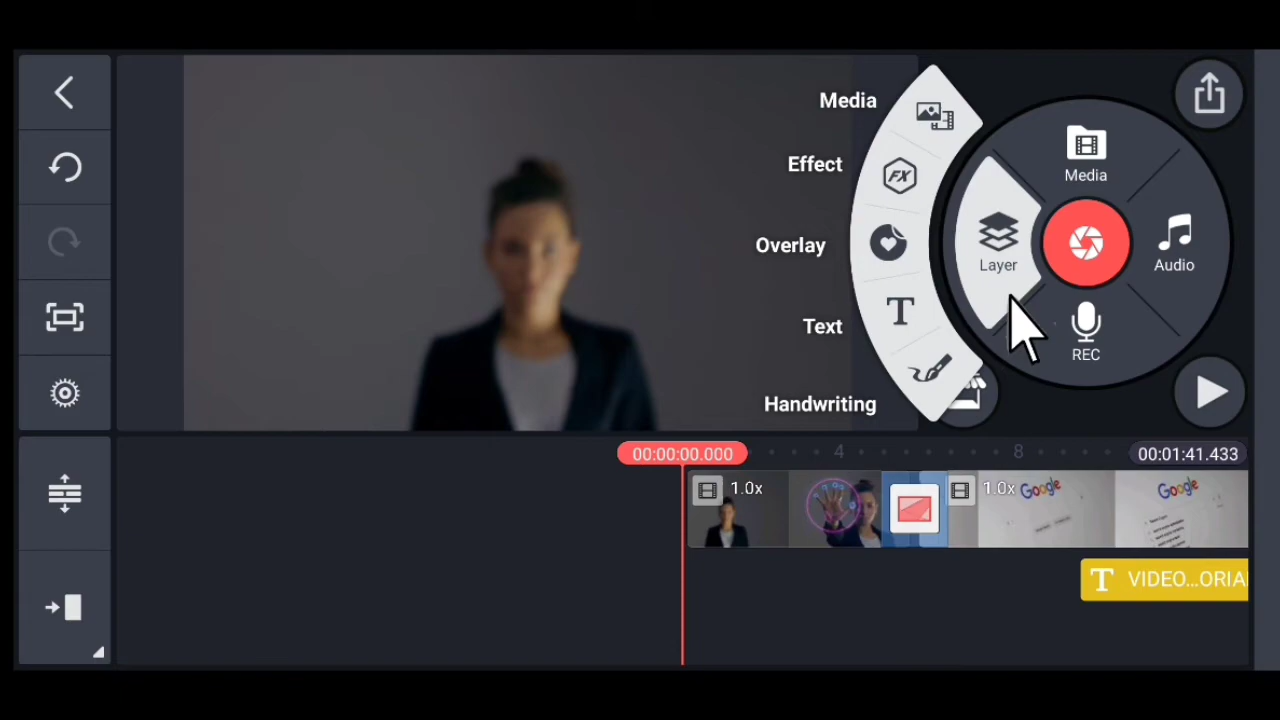 Media
Effect
Overlay
Text
Handwriting
FX
T
Media
Layer
Audio
REC
00:00:00.000
4
8
00:01:41.433
1.0x
1.0x
Google
Google
T VIDEO...ORIA